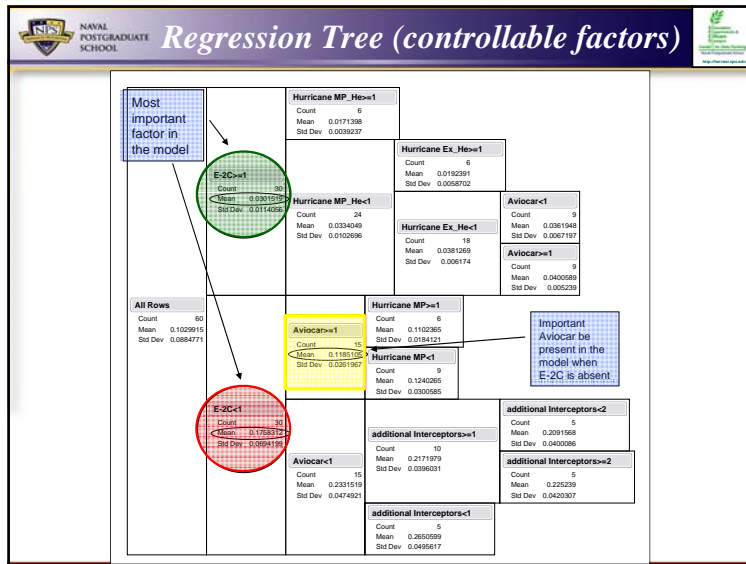 NAVAL
POSTGRADUATE
SCHOOL
NPS
Regression Tree (controllable factors)
http://harvest.nps.edu
Most
important
factor in
the model
Hurricane MP_He>=1
Count 6
Mean 0.0171398
Std Dev 0.0039237
Hurricane Ex_He>=1
Count 6
Mean 0.0192391
Std Dev 0.0058702
E-2C>=1
Count 30
Mean 0.0301519
Std Dev 0.0114056
Hurricane MP_He<1
Count 24
Mean 0.0334049
Std Dev 0.0102696
Aviocar<1
Count 9
Mean 0.0361948
Std Dev 0.0067197
Hurricane Ex_He<1
Count 18
Mean 0.0381269
Std Dev 0.006174
Aviocar>=1
Count 9
Mean 0.0400589
Std Dev 0.005239
All Rows
Count 60
Mean 0.1029915
Std Dev 0.0884771
Hurricane MP>=1
Count 6
Mean 0.1102365
Std Dev 0.0184121
Aviocar>=1
Count 15
Mean 0.1185105
Std Dev 0.0261967
Important
Aviocar be
present in the
model when
E-2C is absent
Hurricane MP<1
Count 9
Mean 0.1240265
Std Dev 0.0300585
E-2C<1
Count 30
Mean 0.1758312
Std Dev 0.0694199
additional Interceptors<2
Count 5
Mean 0.2091568
Std Dev 0.0400086
additional Interceptors>=1
Count 10
Mean 0.2171979
Std Dev 0.0396031
Aviocar<1
Count 15
Mean 0.2331519
Std Dev 0.0474921
additional Interceptors>=2
Count 5
Mean 0.225239
Std Dev 0.0420307
additional Interceptors<1
Count 5
Mean 0.2650599
Std Dev 0.0495617